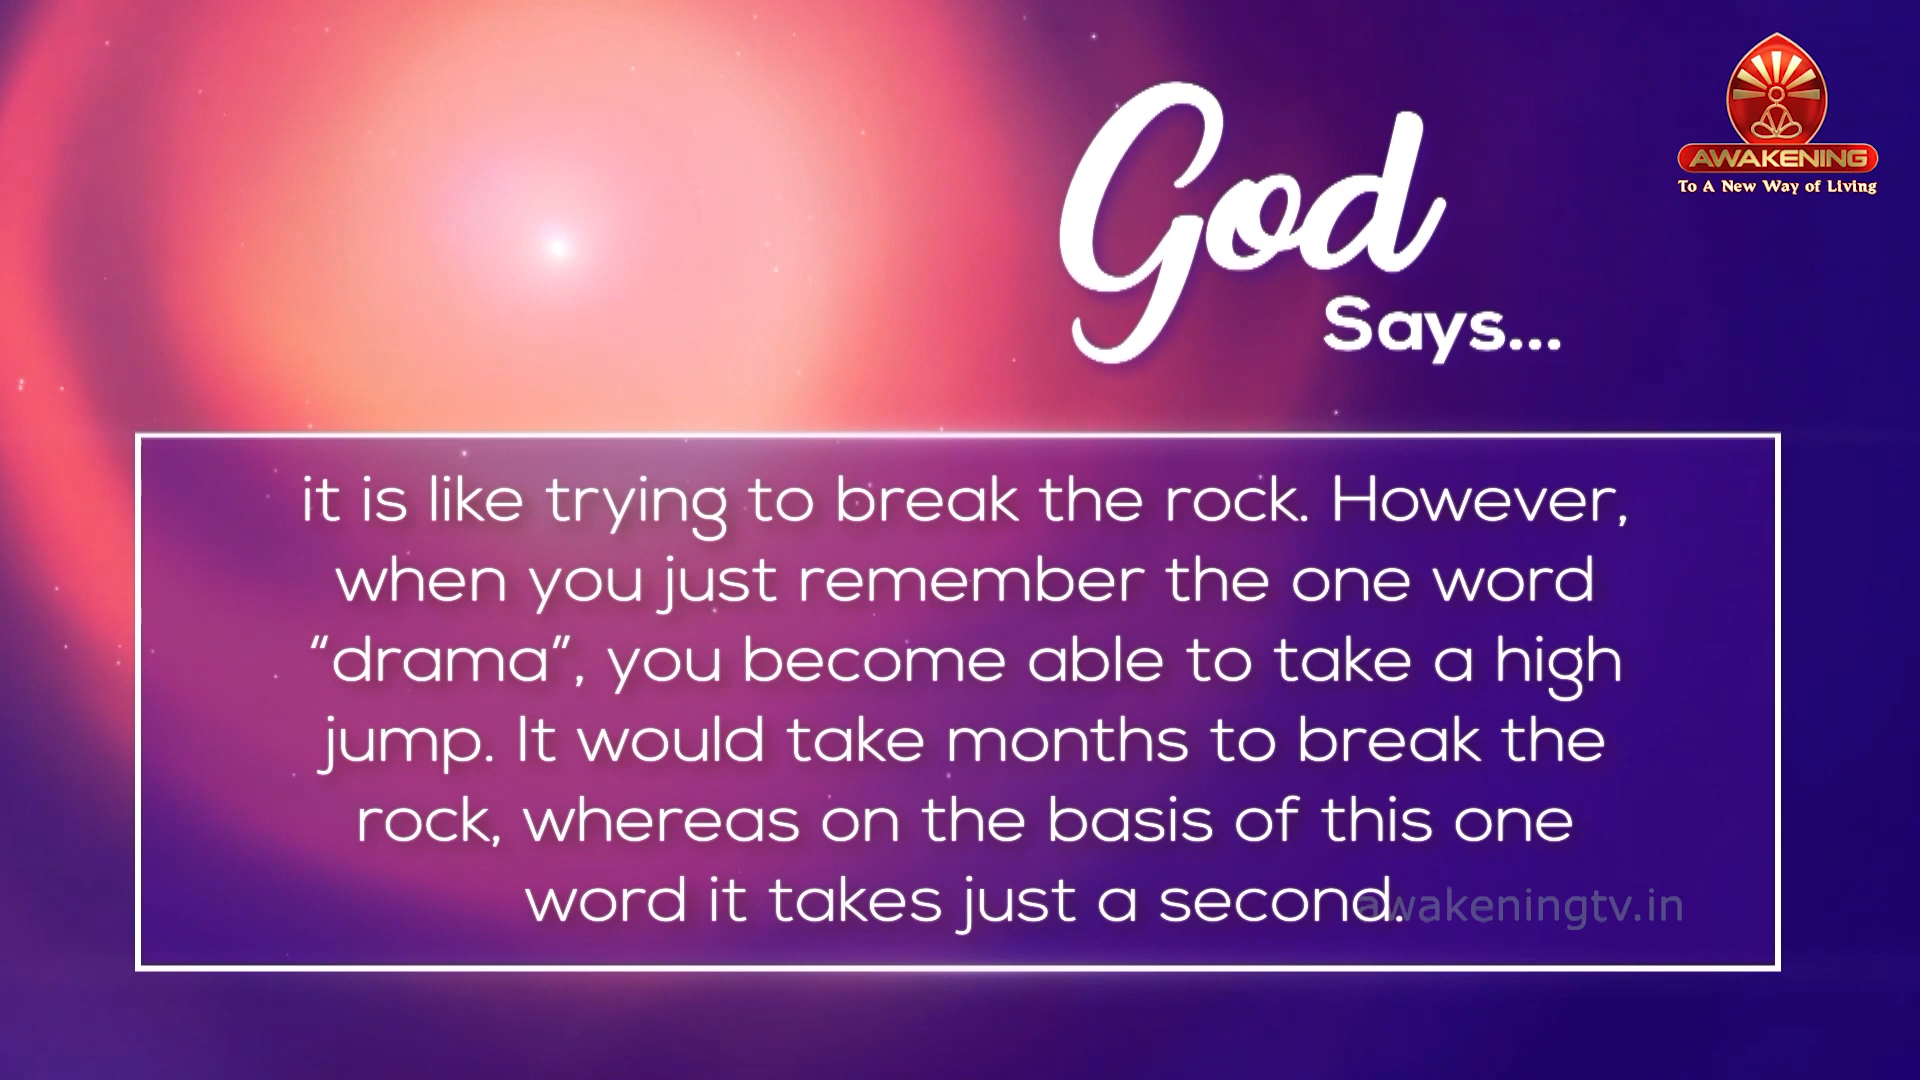 God
Says...
AWAKENING
To A New Way of Living
it is like trying to break the rock. However,
when you just remember the one word
“drama”, you become able to take a high
jump. It would take months to break the
rock, whereas on the basis of this one
word it takes just a second.
awakeningtv.in